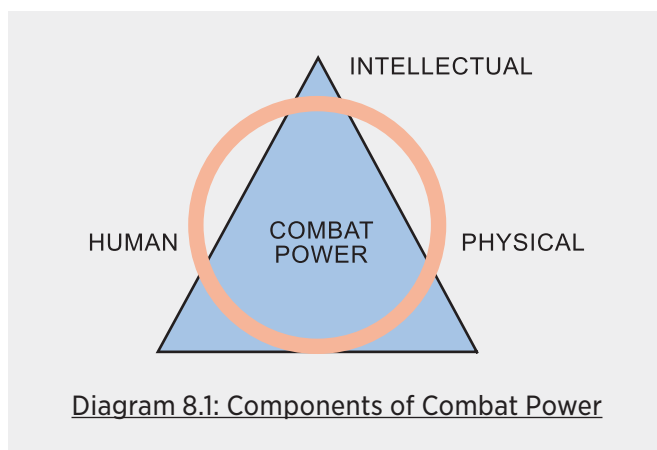 INTELLECTUAL
HUMAN
COMBAT
POWER
PHYSICAL
Diagram 8.1: Components of Combat Power